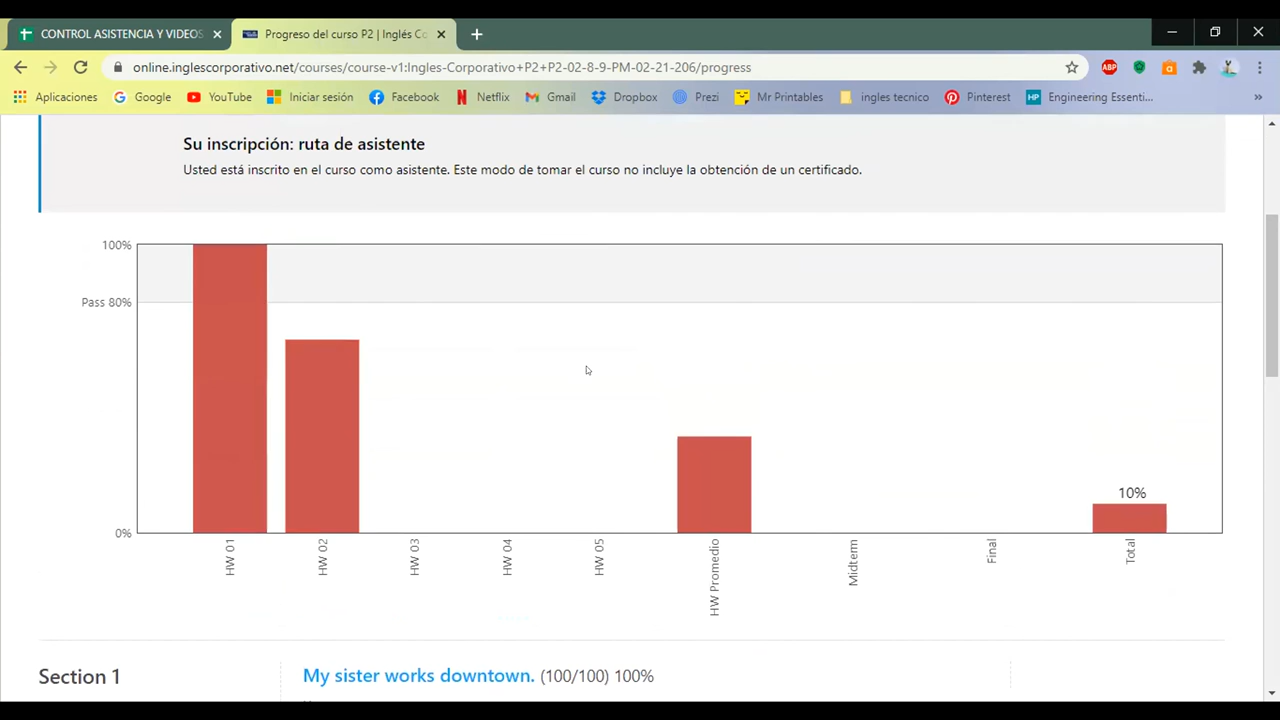 CONTROL ASISTENCIA Y VIDEOS
Progreso del curso P2 | Inglés Co
online.inglescorporativo.net/courses/course-v1:Ingles-Corporativo+P2+P2-02-8-9-PM-02-21-206/progress
ABP
Aplicaciones
Google
YouTube
Iniciar sesión
Facebook
Netflix
Gmail
Dropbox
Prezi
Mr Printables
ingles tecnico
Pinterest
HP
Engineering Essenti...
»
Su inscripción: ruta de asistente
Usted está inscrito en el curso como asistente. Este modo de tomar el curso no incluye la obtención de un certificado.
100%
Pass 80%
0%
10%
HW 01
HW 02
HW 03
HW 04
HW 05
HW Promedio
Midterm
Final
Total
Section 1
My sister works downtown. (100/100) 100%